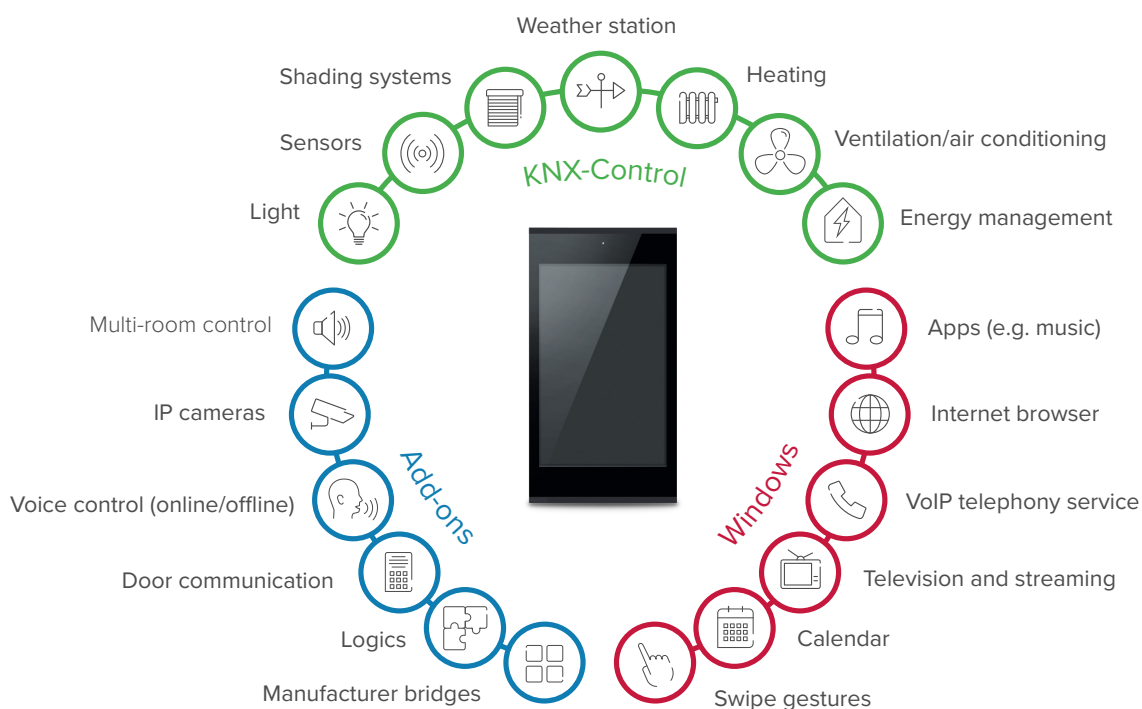 Weather station
Shading systems
Heating
Sensors
Ventilation/air conditioning
KNX-Control
Light
Energy management
Multi-room control
Apps (e.g. music)
IP cameras
Internet browser
Add-ons
Windows
Voice control (online/offline)
VoIP telephony service
Door communication
Television and streaming
Logics
Calendar
Manufacturer bridges
Swipe gestures